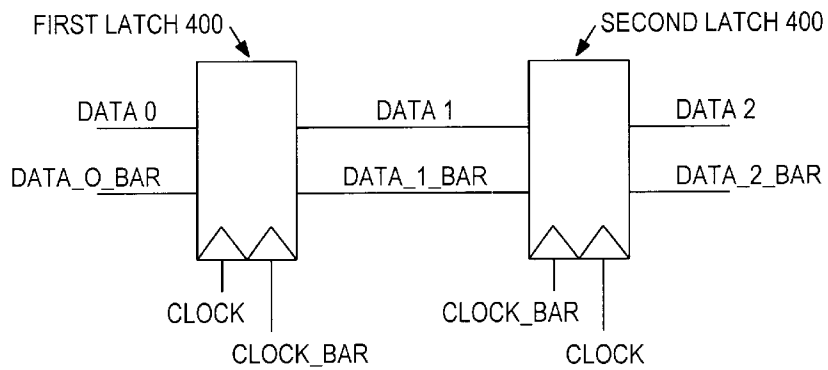 FIRST LATCH 400
SECOND LATCH 400
DATA 0
DATA 1
DATA 2
DATA_O_BAR
DATA_1_BAR
DATA_2_BAR
CLOCK
CLOCK_BAR
CLOCK_BAR
CLOCK